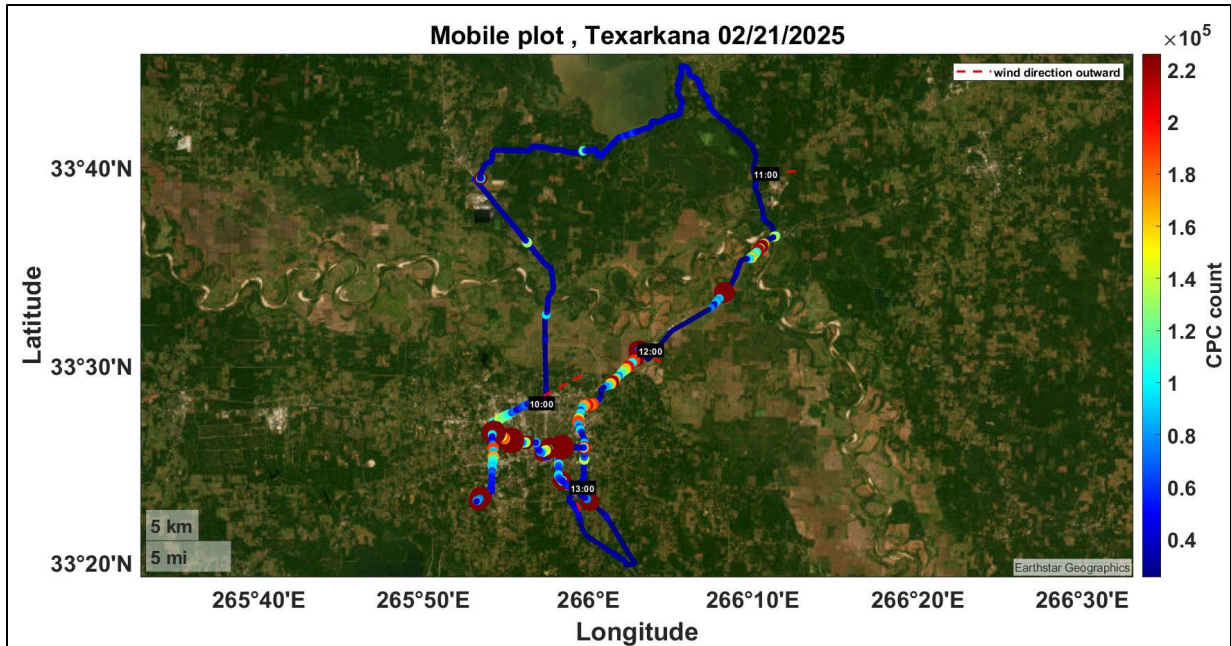 Mobile plot , Texarkana 02/21/2025
×10⁵
wind direction outward
2.2
2
1.8
1.6
1.4
1.2
1
0.8
0.6
0.4
CPC count
Latitude
33°40'N
33°30'N
33°20'N
11:00
12:00
10:00
13:00
5 km
5 mi
Earthstar Geographics
265°40'E
265°50'E
266°E
266°10'E
266°20'E
266°30'E
Longitude